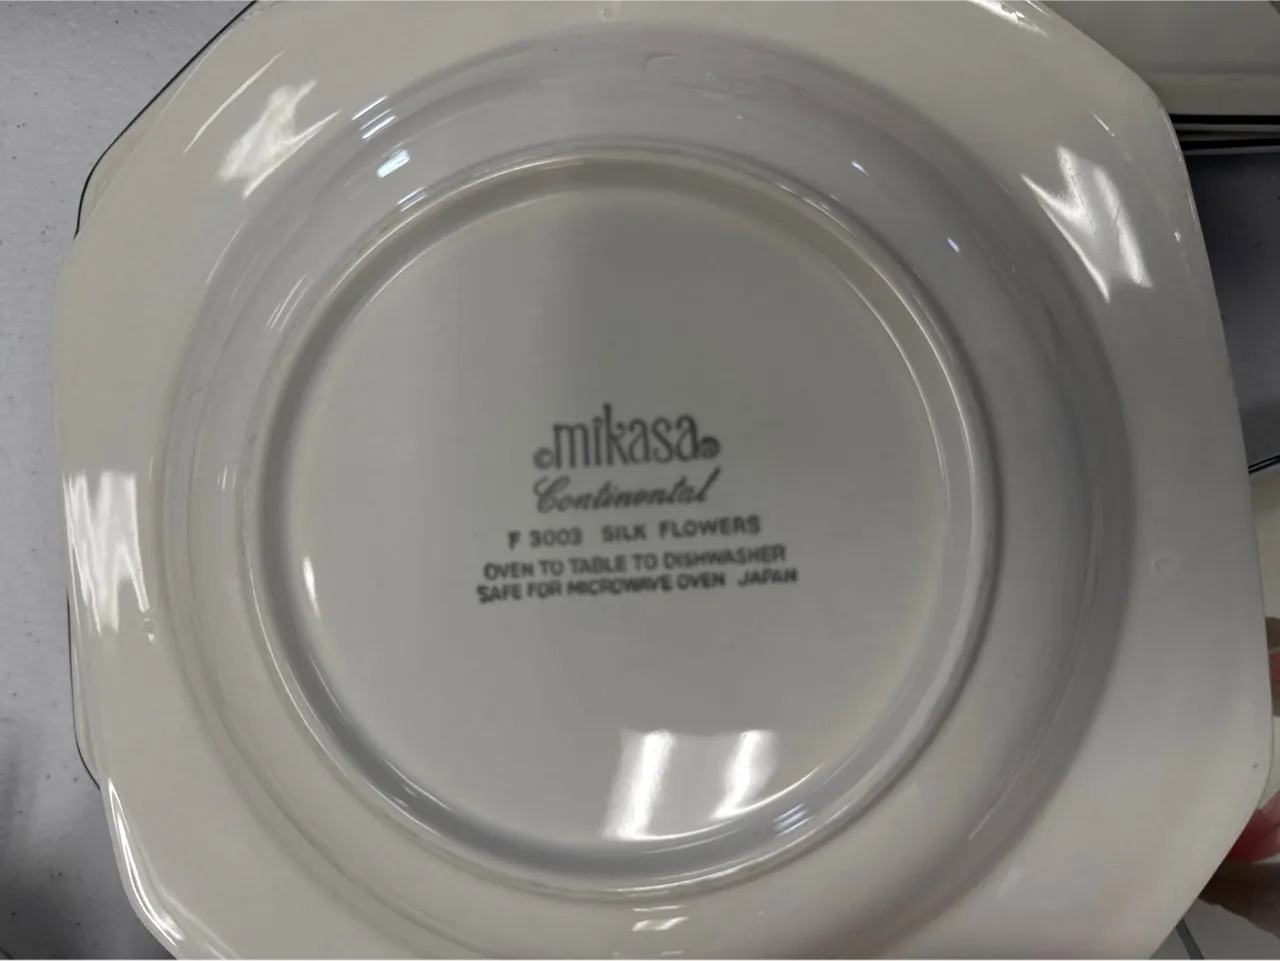 mikasa
Continental
F 3003 SILK FLOWERS
OVEN TO TABLE TO DISHWASHER
SAFE FOR MICROWAVE OVEN JAPAN